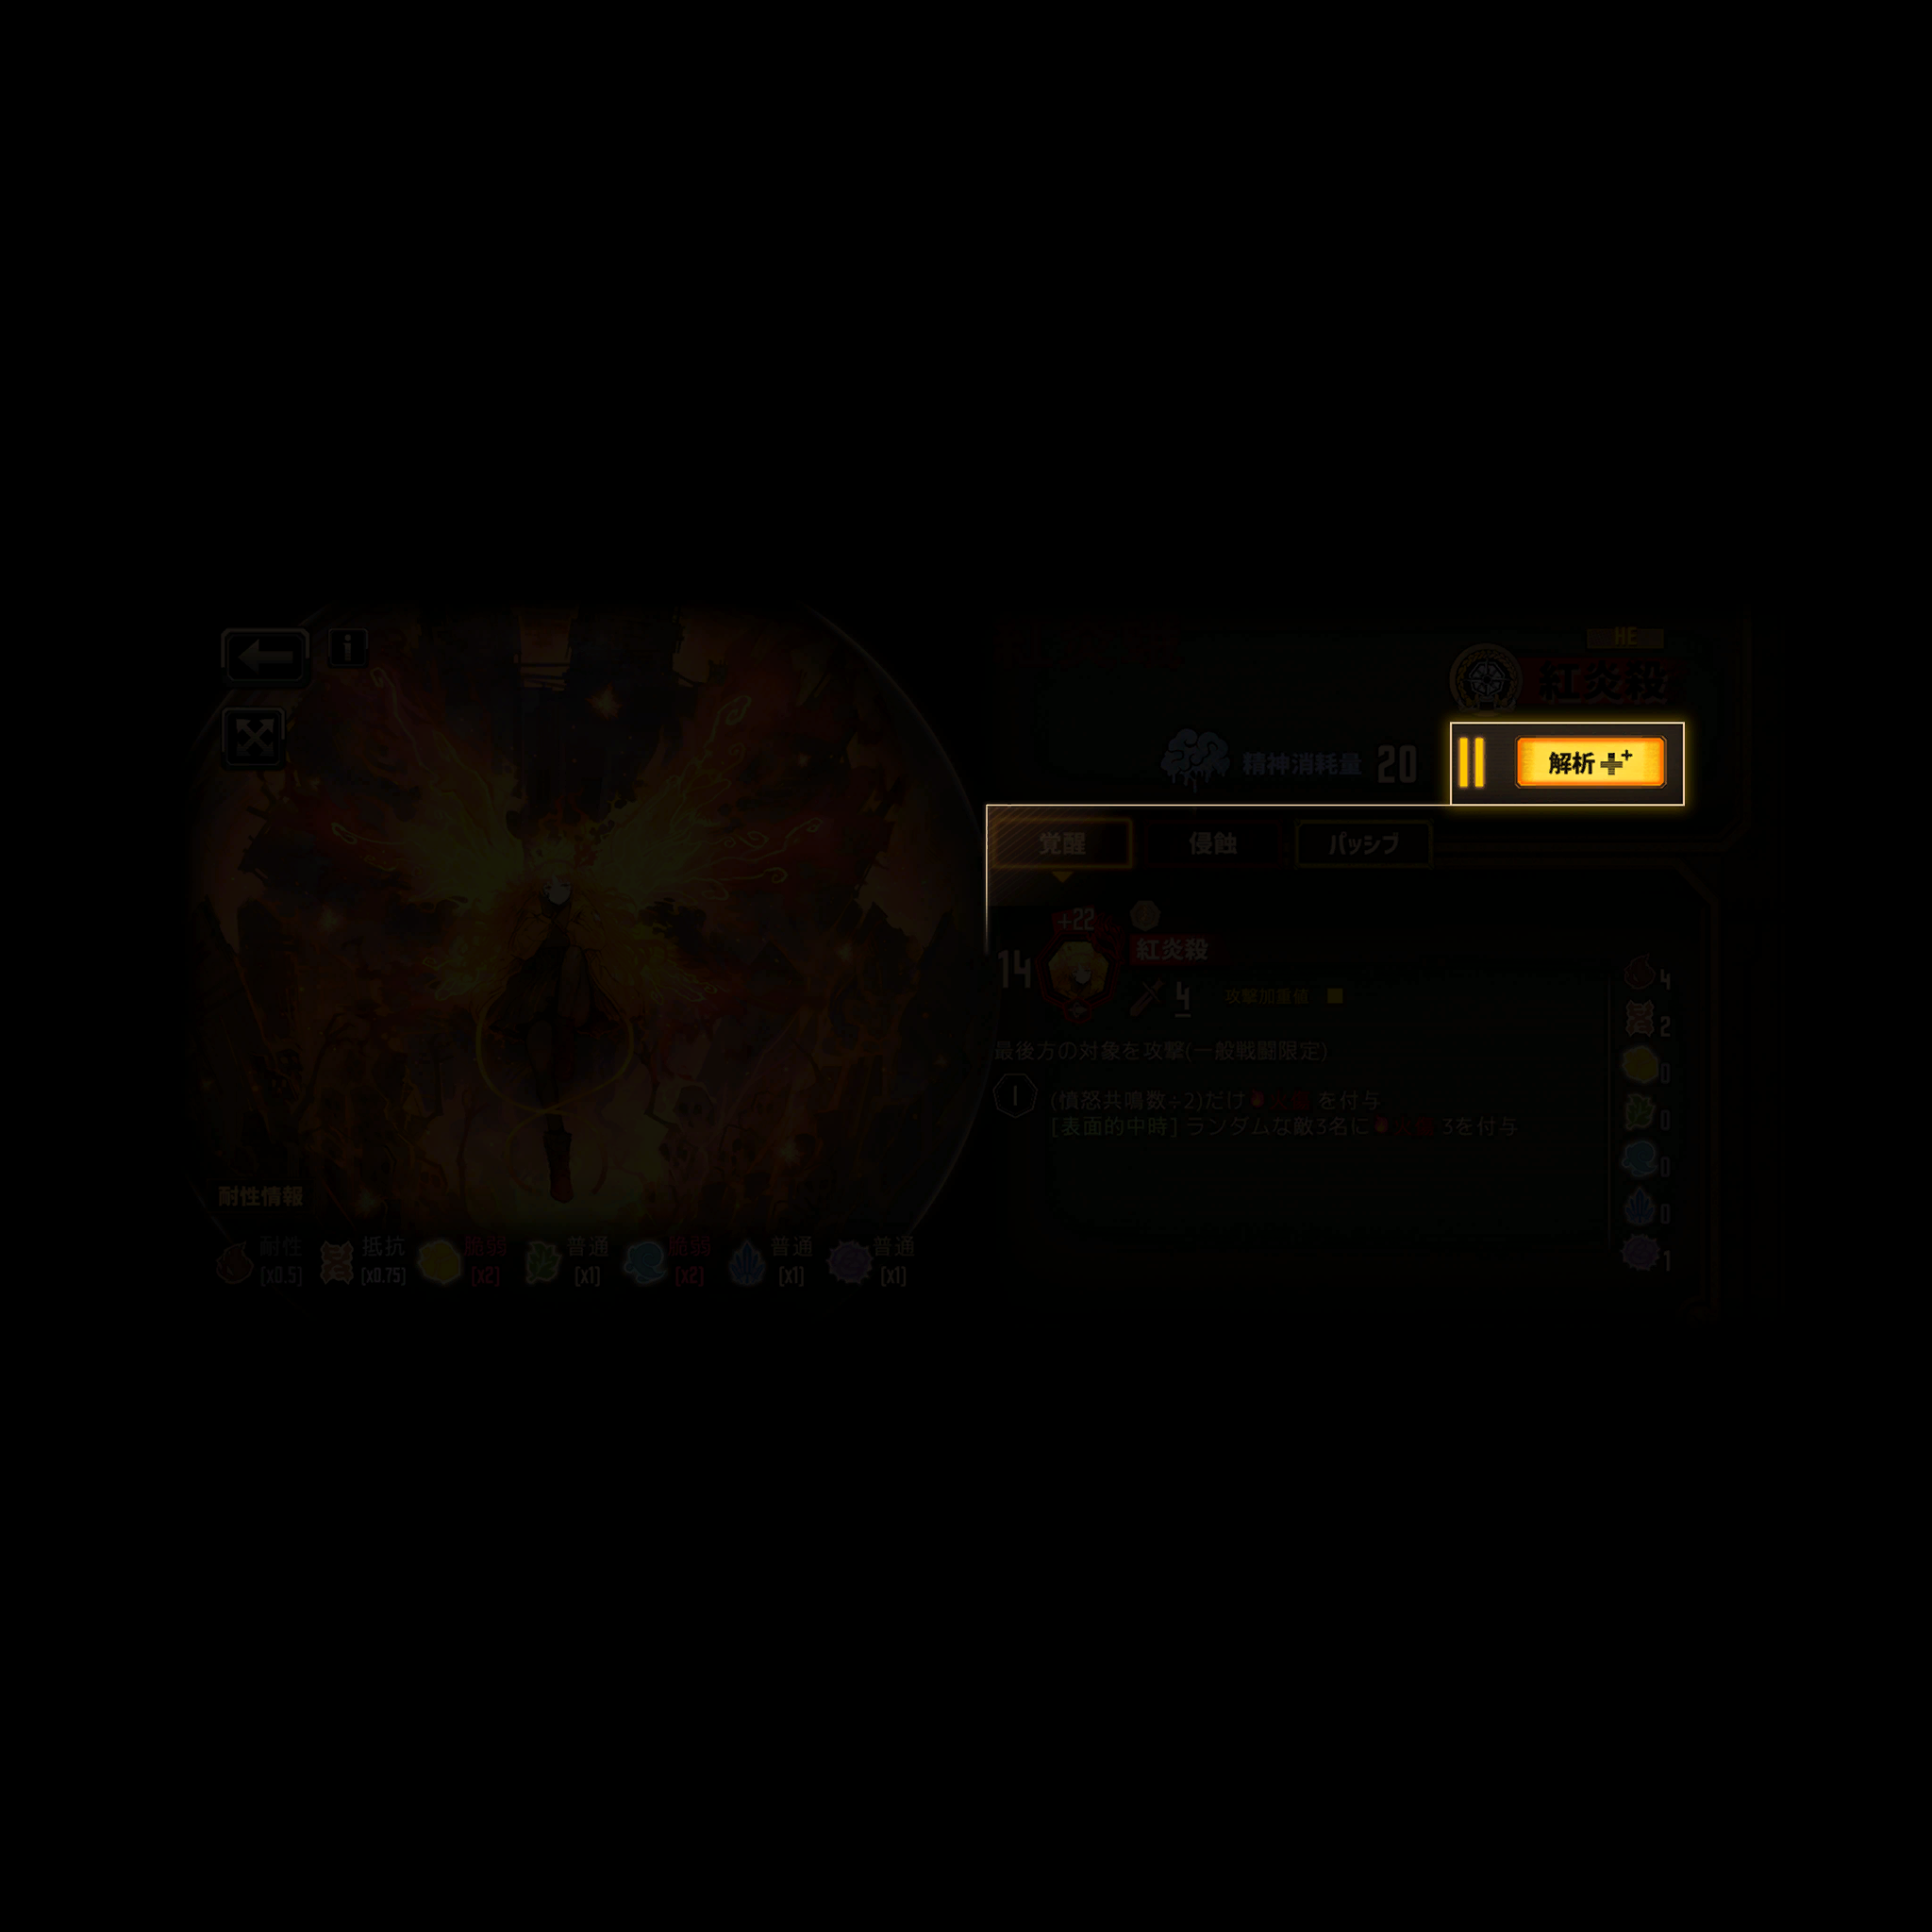 HE
紅炎殺
精神消耗量 20
II 解析
覚醒 侵蝕 パッシブ
+22
14
紅炎殺
4 攻撃加重値
最後方の対象を攻撃(一般戦闘限定)
I
(憤怒共鳴数÷2)だけ 火傷 を付与
[表面的中時] ランダムな敵3名に 火傷 3を付与
4
2
0
0
0
0
1
耐性情報
耐性 抵抗 脆弱 普通 脆弱 普通 普通
[x0.5] [x0.75] [x2] [x1] [x2] [x1] [x1]